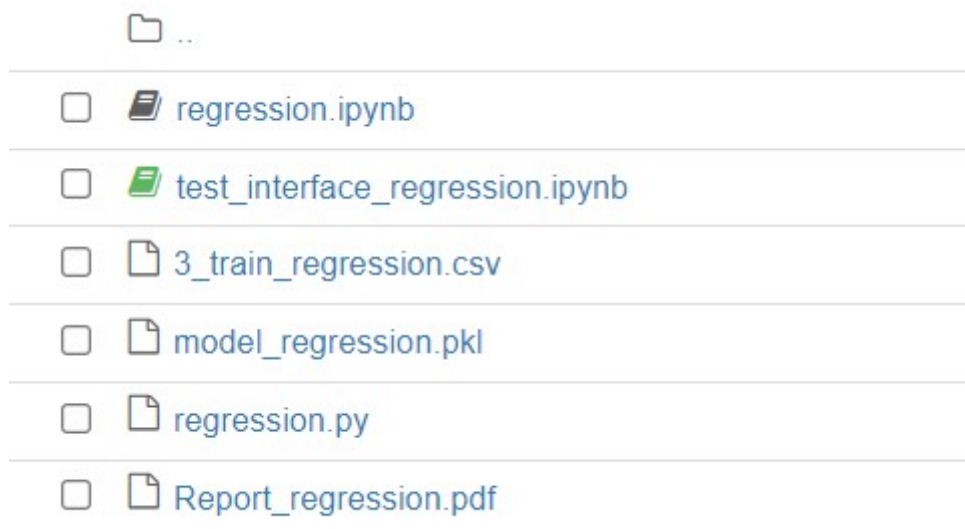 ..
regression.ipynb
test_interface_regression.ipynb
3_train_regression.csv
model_regression.pkl
regression.py
Report_regression.pdf